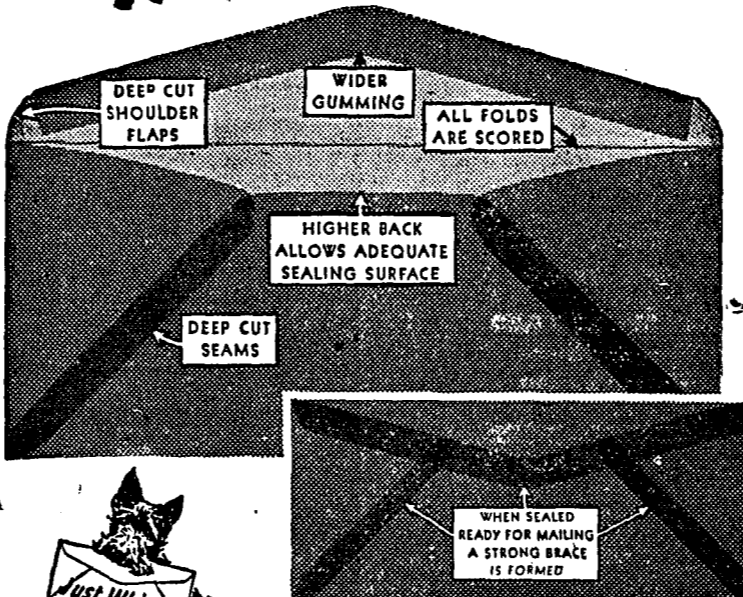 DEEP CUT
SHOULDER
FLAPS
WIDER
GUMMING
ALL FOLDS
ARE SCORED
HIGHER BACK
ALLOWS ADEQUATE
SEALING SURFACE
DEEP CUT
SEAMS
WHEN SEALED
READY FOR MAILING
A STRONG BRACE
IS FORMED
Just